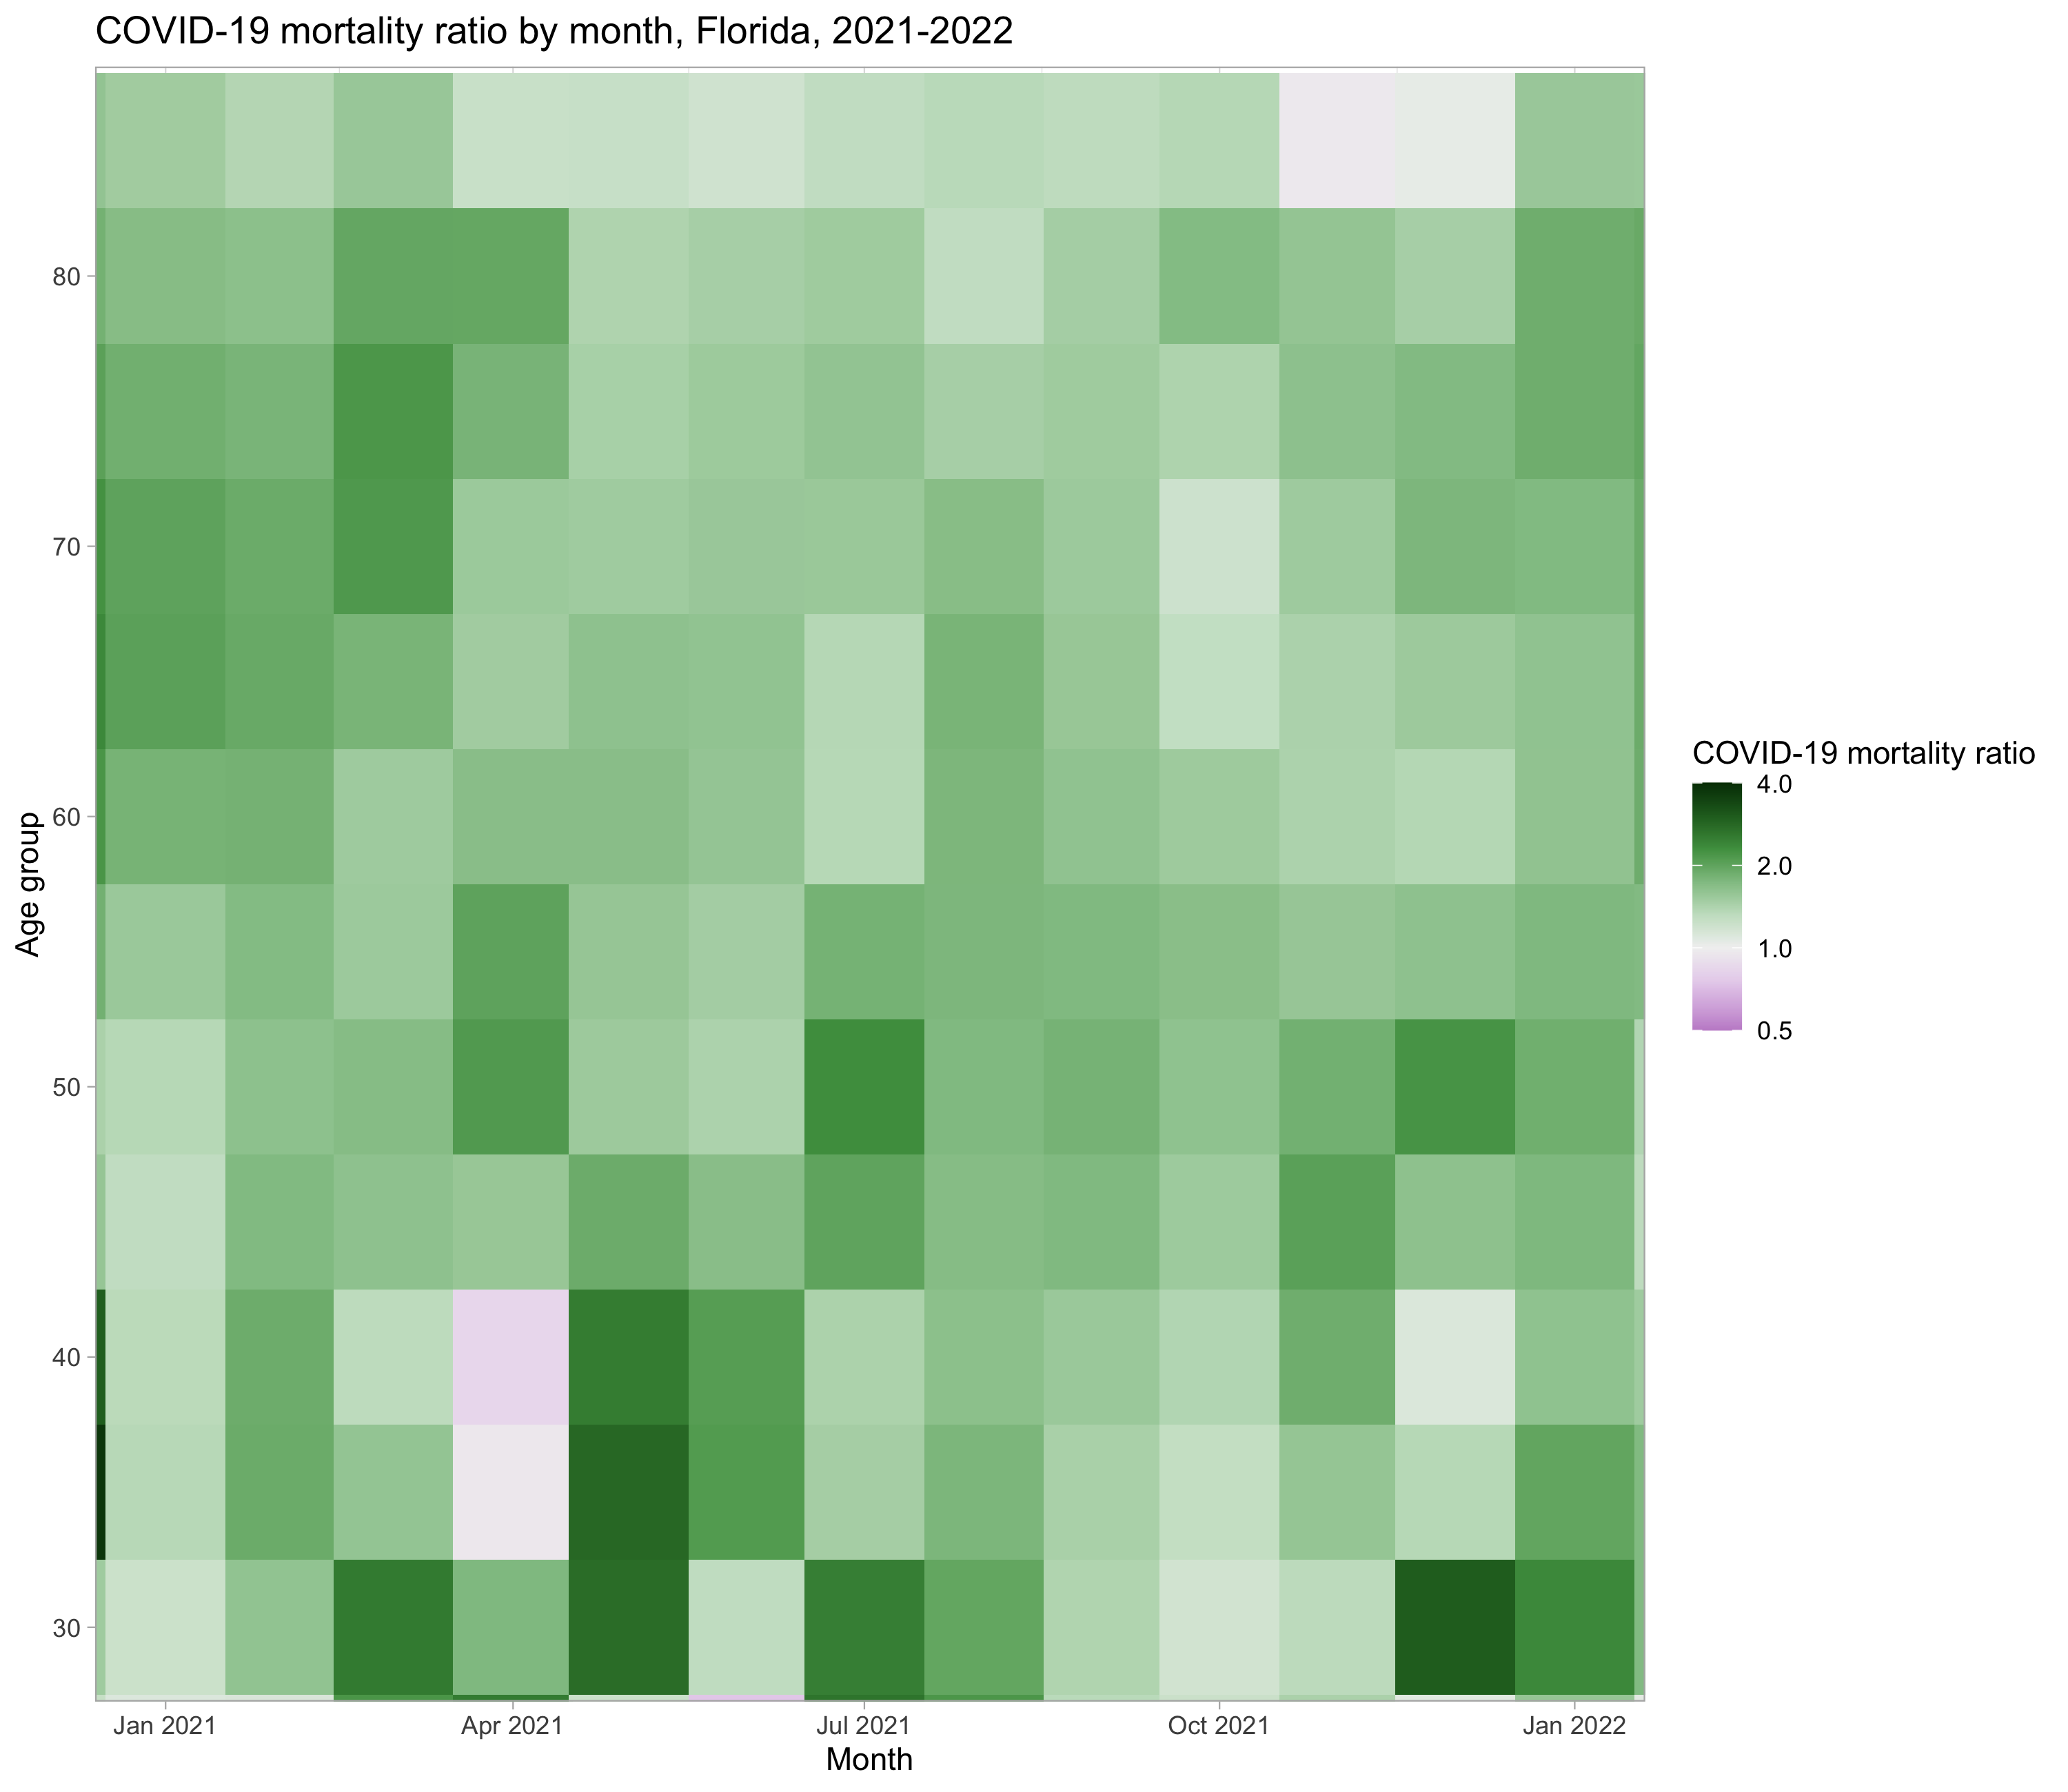 COVID-19 mortality ratio by month, Florida, 2021-2022
80
70
60
50
40
30
Age group
Jan 2021 Apr 2021 Jul 2021 Oct 2021 Jan 2022
Month
COVID-19 mortality ratio
4.0
2.0
1.0
0.5